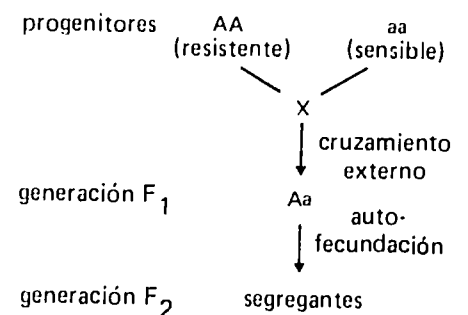 progenitores AA aa
(resistente) (sensible)
X
cruzamiento
externo
generación F1 Aa
auto-
fecundación
generación F2 segregantes